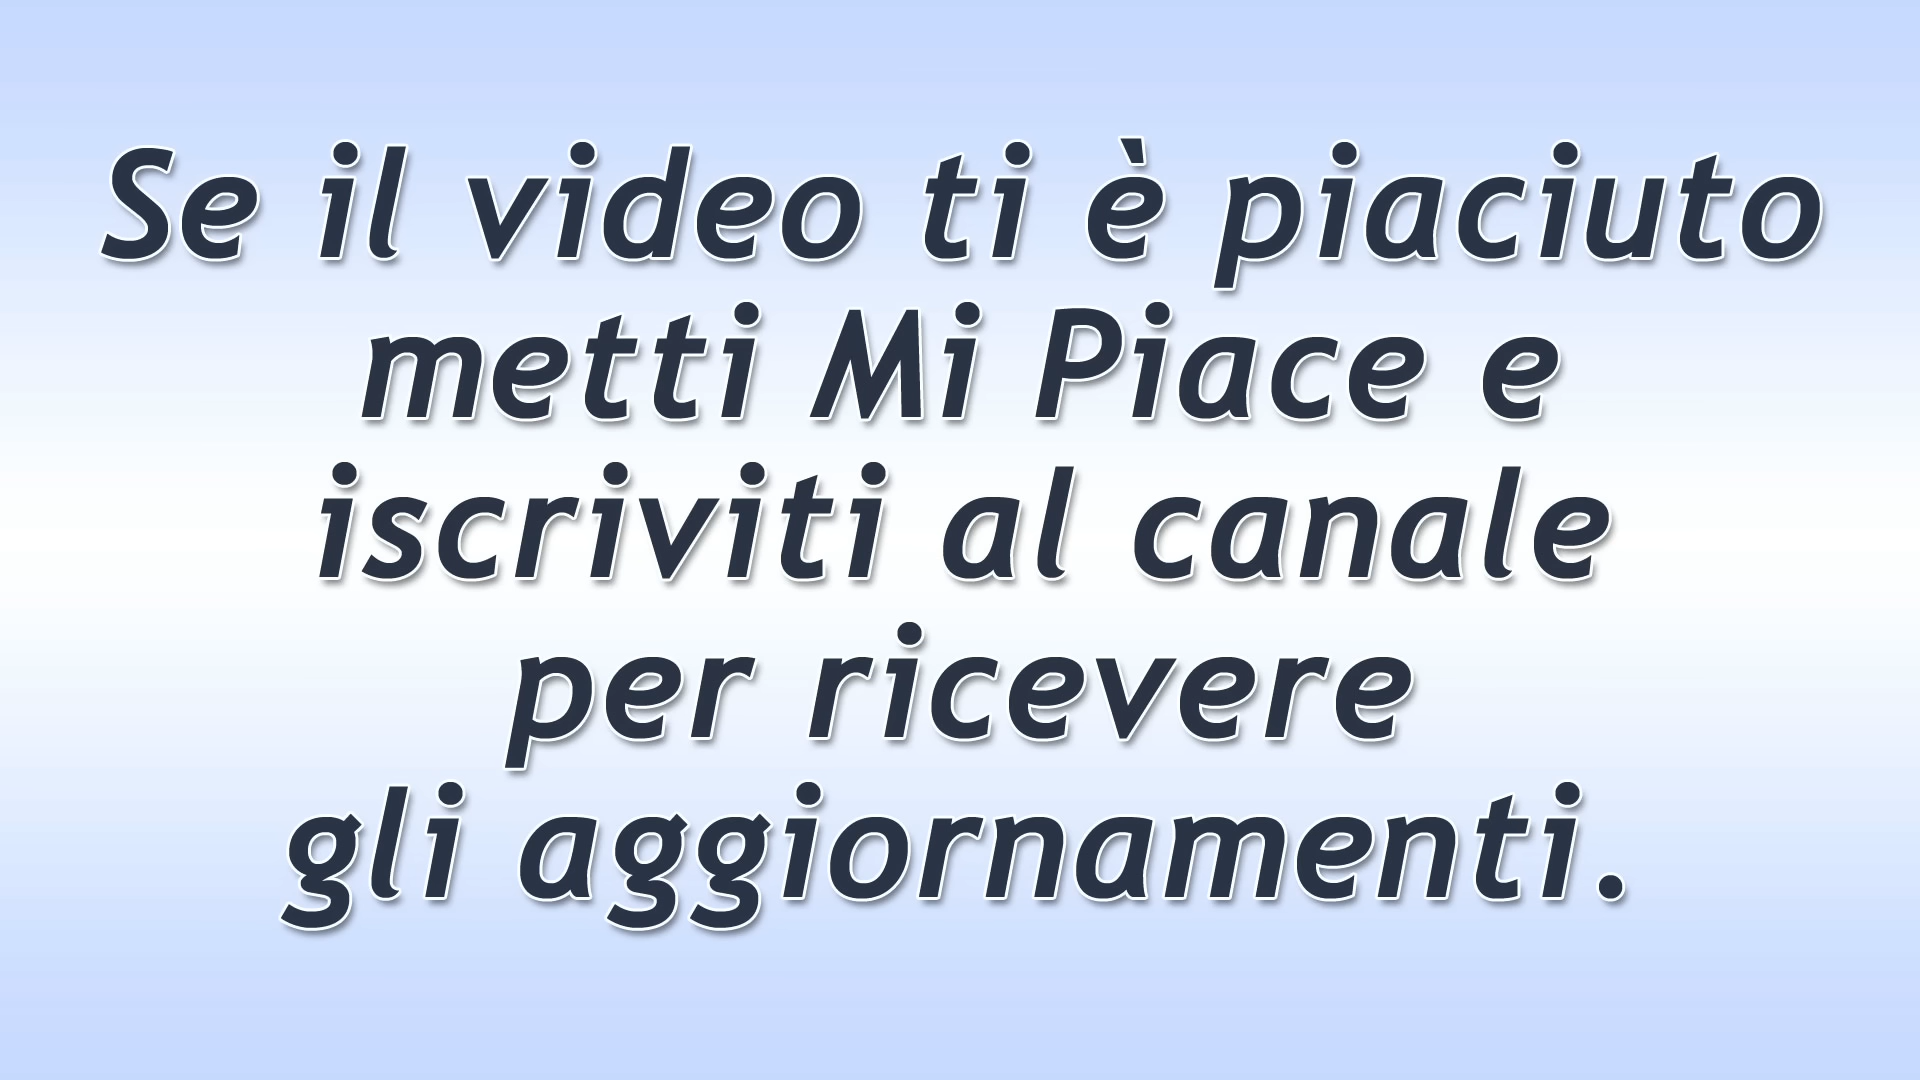 Se il video ti è piaciuto
metti Mi Piace e
iscriviti al canale
per ricevere
gli aggiornamenti.